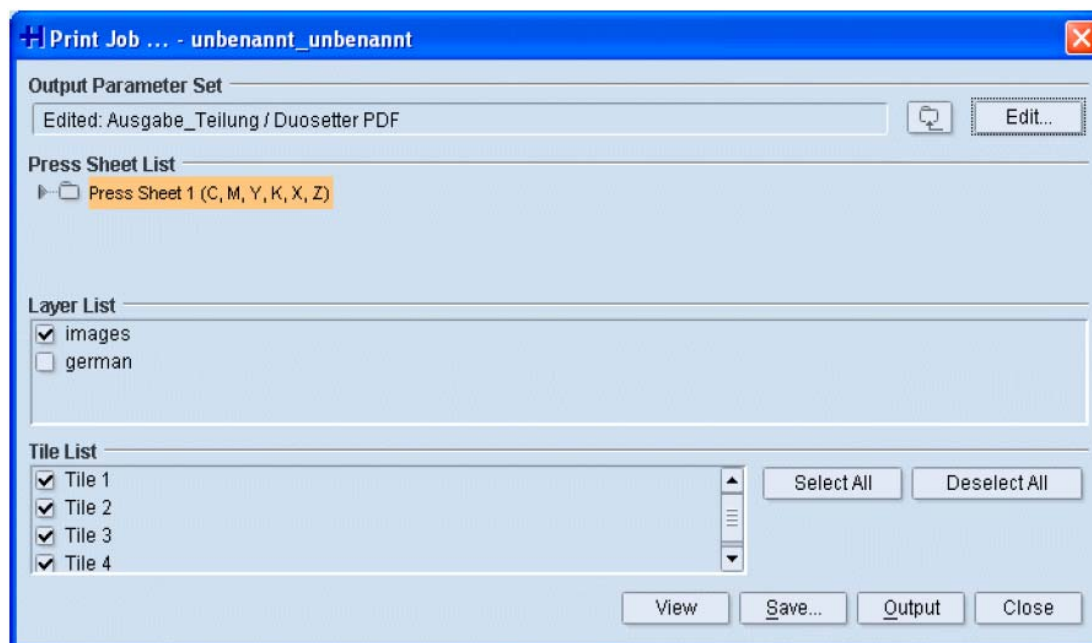 Print Job ... - unbenannt_unbenannt
Output Parameter Set
Edited: Ausgabe_Teilung / Duosetter PDF
Edit...
Press Sheet List
Press Sheet 1 (C, M, Y, K, X, Z)
Layer List
images
german
Tile List
Tile 1
Select All Deselect All
Tile 2
Tile 3
Tile 4
View Save... Output Close